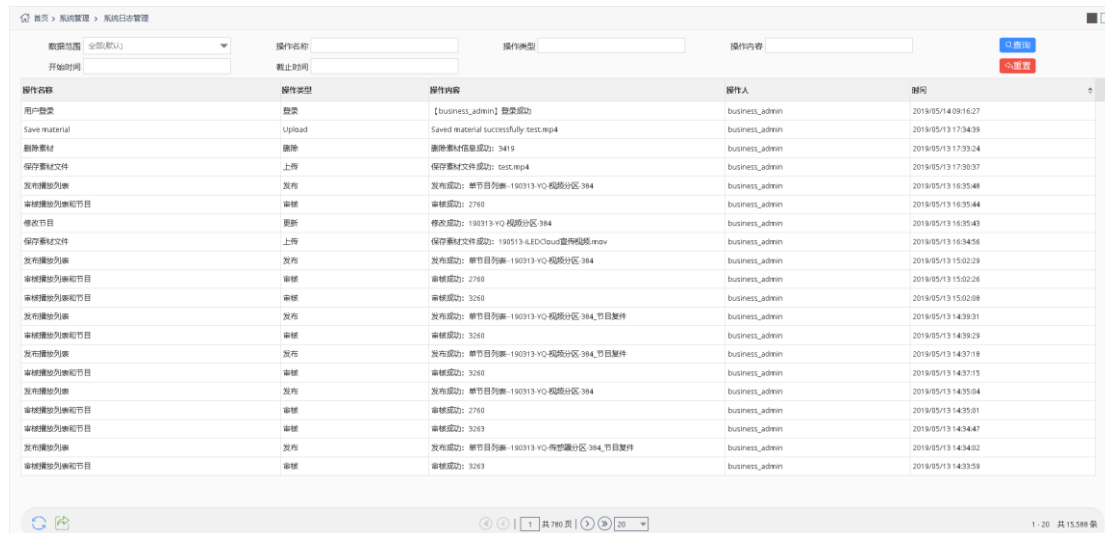 首页 > 系统管理 > 系统日志管理
数据范围 全部(默认) 操作名称 操作类型 操作内容 查询
开始时间 截止时间 重置
操作名称 操作类型 操作内容 操作人 时间
用户登录 登录 【business_admin】登录成功 business_admin 2019/05/14 09:16:27
Save material Upload Saved material successfully :test.mp4 business_admin 2019/05/13 17:34:39
删除素材 删除 删除素材信息成功：3419 business_admin 2019/05/13 17:33:24
保存素材文件 上传 保存素材文件成功：test.mp4 business_admin 2019/05/13 17:30:37
发布播放列表 发布 发布成功：单节目列表--190313-YQ-视频分区-384 business_admin 2019/05/13 16:35:48
审核播放列表和节目 审核 审核成功：2760 business_admin 2019/05/13 16:35:44
修改节目 更新 修改成功：190313-YQ-视频分区-384 business_admin 2019/05/13 16:35:43
保存素材文件 上传 保存素材文件成功：190513-iLEDCloud宣传视频.mov business_admin 2019/05/13 16:34:56
发布播放列表 发布 发布成功：单节目列表--190313-YQ-视频分区-384 business_admin 2019/05/13 15:02:29
审核播放列表和节目 审核 审核成功：2760 business_admin 2019/05/13 15:02:26
审核播放列表和节目 审核 审核成功：3260 business_admin 2019/05/13 15:02:08
发布播放列表 发布 发布成功：单节目列表--190313-YQ-视频分区-384_节目复件 business_admin 2019/05/13 14:39:31
审核播放列表和节目 审核 审核成功：3260 business_admin 2019/05/13 14:39:29
发布播放列表 发布 发布成功：单节目列表--190313-YQ-视频分区-384_节目复件 business_admin 2019/05/13 14:37:18
审核播放列表和节目 审核 审核成功：3260 business_admin 2019/05/13 14:37:15
发布播放列表 发布 发布成功：单节目列表--190313-YQ-视频分区-384 business_admin 2019/05/13 14:35:04
审核播放列表和节目 审核 审核成功：2760 business_admin 2019/05/13 14:35:01
审核播放列表和节目 审核 审核成功：3263 business_admin 2019/05/13 14:34:47
发布播放列表 发布 发布成功：单节目列表--190313-YQ-传感器分区-384_节目复件 business_admin 2019/05/13 14:34:02
审核播放列表和节目 审核 审核成功：3263 business_admin 2019/05/13 14:33:59
1 共 780 页 20 1 - 20 共 15,588 条